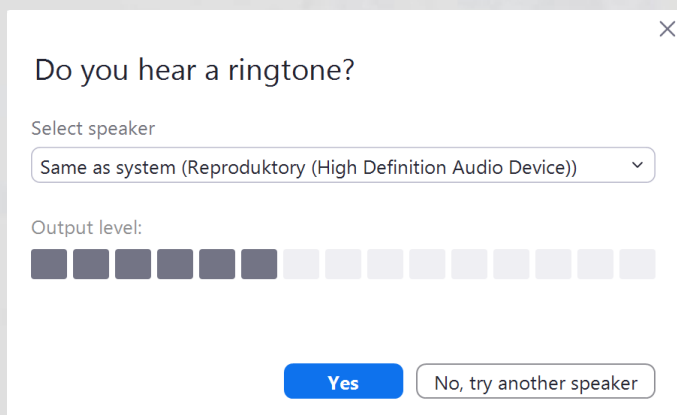 Do you hear a ringtone?
Select speaker
Same as system (Reproduktory (High Definition Audio Device))
Output level:
Yes
No, try another speaker